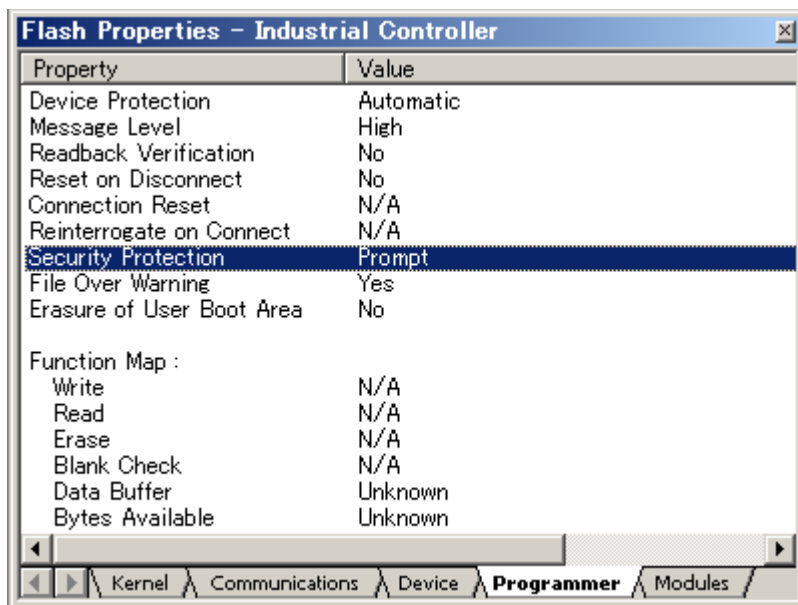 Flash Properties - Industrial Controller
Property Value
Device Protection Automatic
Message Level High
Readback Verification No
Reset on Disconnect No
Connection Reset N/A
Reinterrogate on Connect N/A
Security Protection Prompt
File Over Warning Yes
Erasure of User Boot Area No
Function Map :
Write N/A
Read N/A
Erase N/A
Blank Check N/A
Data Buffer Unknown
Bytes Available Unknown
Kernel Communications Device Programmer Modules